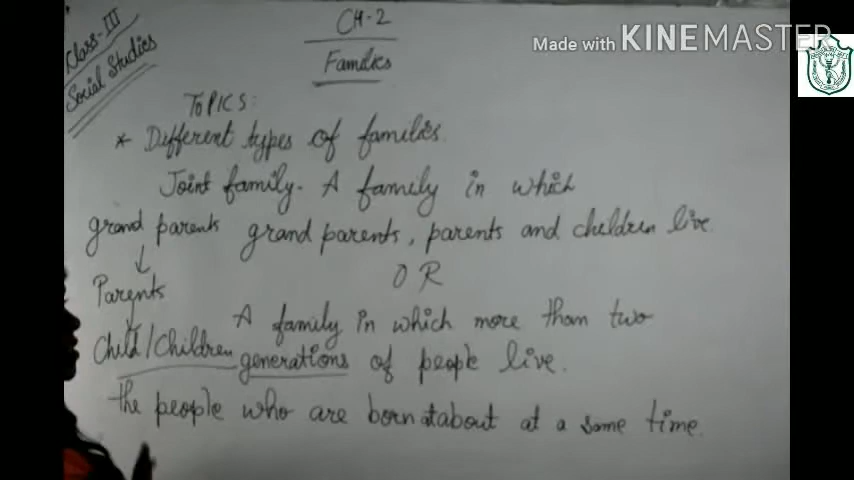 Class-III
Social Studies
CH-2
Families
Made with KINEMASTER
TOPICS:
* Different types of families.
Joint family. A family in which
grand parents grand parents, parents and children live.
↓
Parents
OR
A family in which more than two
Child/Children generations of people live.
the people who are born at about at a same time.